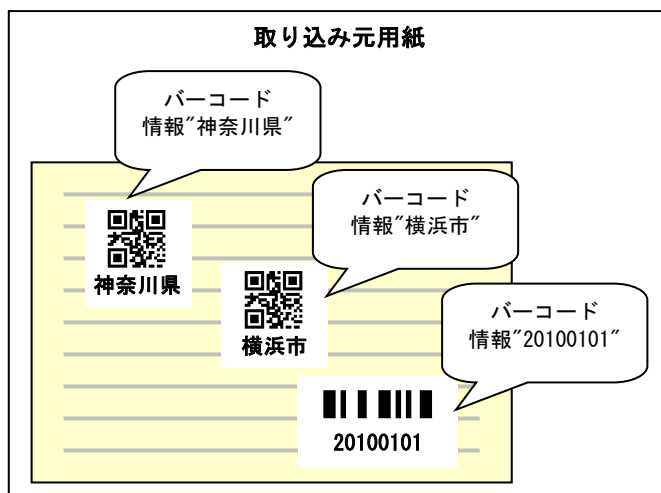 取り込み元用紙
バーコード
情報"神奈川県"
バーコード
情報"横浜市"
神奈川県
バーコード
情報"20100101"
横浜市
20100101